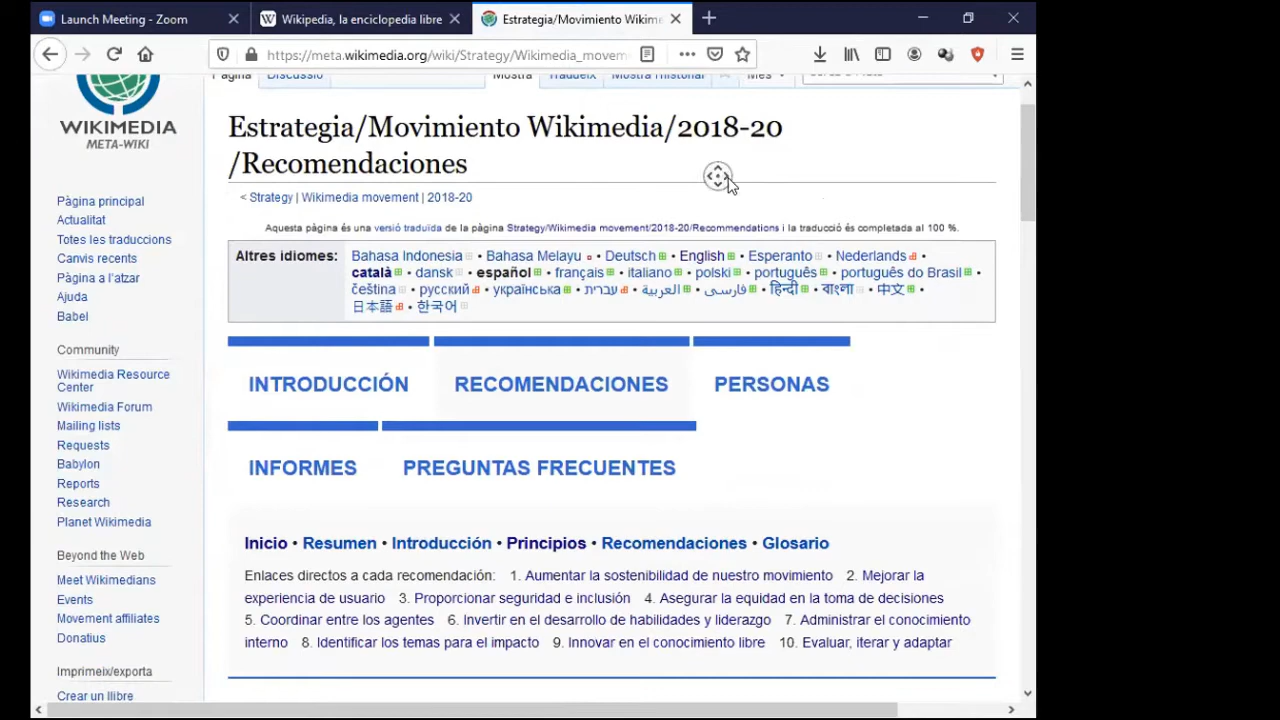 Launch Meeting - Zoom
Wikipedia, la enciclopedia libre
Estrategia/Movimiento Wikime
https://meta.wikimedia.org/wiki/Strategy/Wikimedia_movem
Pàgina
Discussió
Mostra
Tradueix
Mostra l'historial
Més
WIKIMEDIA
META-WIKI
Pàgina principal
Actualitat
Totes les traduccions
Canvis recents
Pàgina a l'atzar
Ajuda
Babel
Community
Wikimedia Resource
Center
Wikimedia Forum
Mailing lists
Requests
Babylon
Reports
Research
Planet Wikimedia
Beyond the Web
Meet Wikimedians
Events
Movement affiliates
Donatius
Imprimeix/exporta
Crear un llibre
Estrategia/Movimiento Wikimedia/2018-20
/Recomendaciones
< Strategy | Wikimedia movement | 2018-20
Aquesta pàgina és una versió traduïda de la pàgina Strategy/Wikimedia movement/2018-20/Recommendations i la traducció és completada al 100 %.
Altres idiomes:
Bahasa Indonesia • Bahasa Melayu • Deutsch • English • Esperanto • Nederlands •
català • dansk • español • français • italiano • polski • português • português do Brasil •
čeština • русский • українська • עברית • العربية • فارسی • हिन्दी • বাংলা • 中文 •
日本語 • 한국어
INTRODUCCIÓN
RECOMENDACIONES
PERSONAS
INFORMES
PREGUNTAS FRECUENTES
Inicio • Resumen • Introducción • Principios • Recomendaciones • Glosario
Enlaces directos a cada recomendación: 1. Aumentar la sostenibilidad de nuestro movimiento 2. Mejorar la
experiencia de usuario 3. Proporcionar seguridad e inclusión 4. Asegurar la equidad en la toma de decisiones
5. Coordinar entre los agentes 6. Invertir en el desarrollo de habilidades y liderazgo 7. Administrar el conocimiento
interno 8. Identificar los temas para el impacto 9. Innovar en el conocimiento libre 10. Evaluar, iterar y adaptar